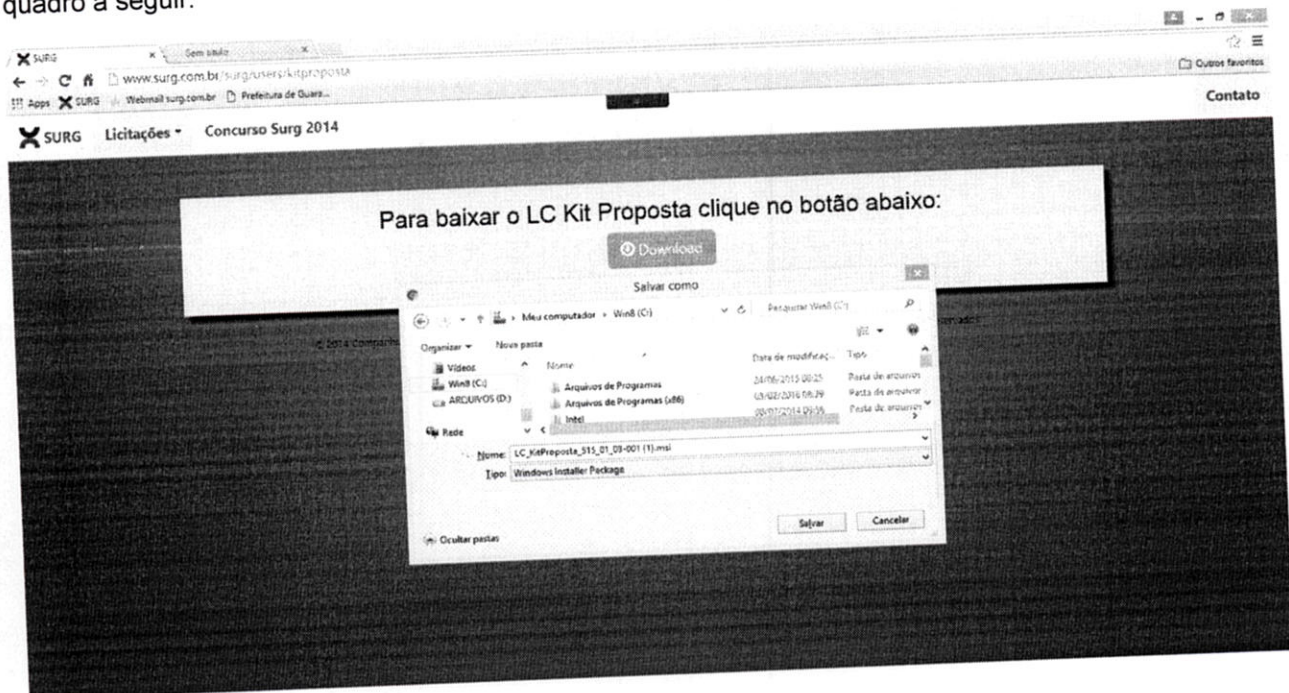 quadro a seguir:
SURG
www.surg.com.br/surg/users/kitproposta
Apps SURG Webmail surg.com.br Prefeitura de Guara... Outros favoritos
SURG Licitações Concurso Surg 2014 Contato
Para baixar o LC Kit Proposta clique no botão abaixo:
Download
Salvar como
Meu computador Win8 (C:) Pesquisar Win8 (C:)
Organizar Nova pasta
Vídeos
Win8 (C:)
ARQUIVOS (D:)
Rede
Nome Data de modificaç... Tipo
Arquivos de Programas 24/06/2015 Pasta de arquivos
Arquivos de Programas (x86) Pasta de arquivos
Intel Pasta de arquivos
Nome: LC_KitProposta_515_01_03-001 (1).msi
Tipo: Windows Installer Package
Ocultar pastas Salvar Cancelar
© 2014